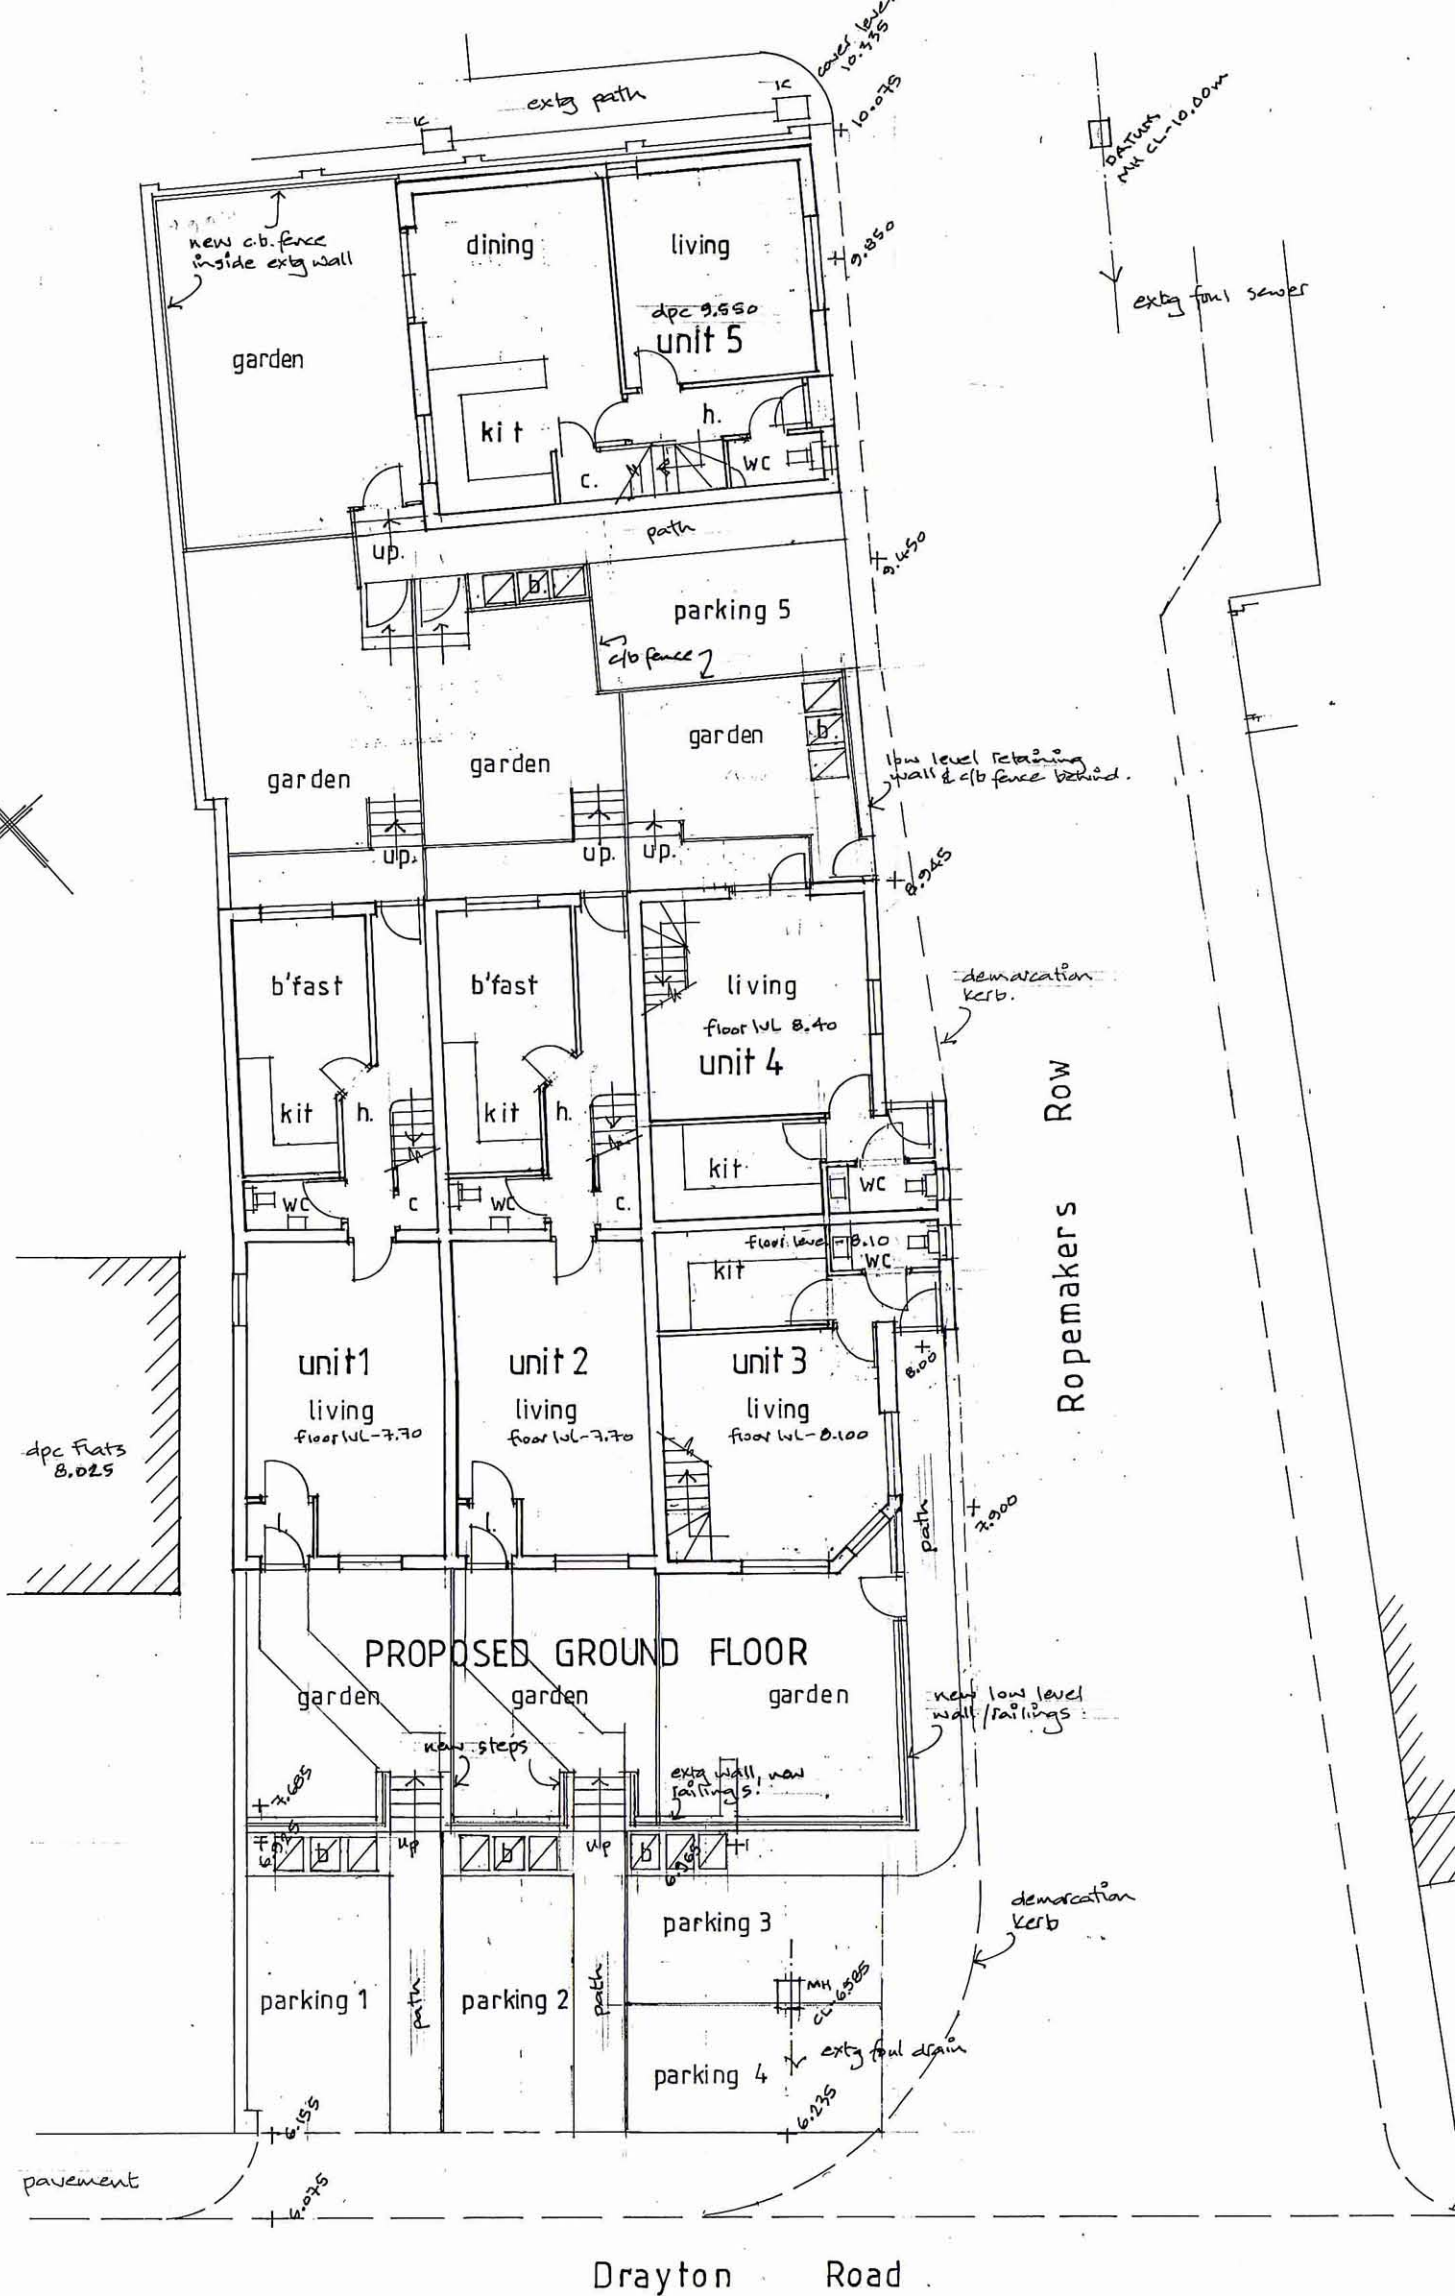 cover level
10.335
IC
10.075
extg path
IC
DATUM
MH CL-10.00m
new c.b. fence
inside extg wall
dining
living
9.850
extg foul sewer
dpc 9.550
unit 5
garden
kit
h.
c.
WC
path
up.
9.450
b.
parking 5
c/b fence
garden
b.
garden
garden
low level retaining
wall & c/b fence behind.
up.
up.
up.
8.945
b'fast
b'fast
living
floor lvl 8.40
unit 4
demarcation
kerb.
kit
h.
kit
h.
kit
WC
WC
c
WC
c.
floor level - 8.10
WC
kit
Ropemakers Row
unit 1
living
floor lvl-7.70
unit 2
living
floor lvl-7.70
unit 3
living
floor lvl-8.100
8.00
dpc flats
8.025
l.
l.
path
7.900
PROPOSED GROUND FLOOR
garden
garden
garden
new low level
wall/railings
new steps
extg wall, new
railings!
7.685
6.925
b
up
b
up
b
6.965
parking 3
demarcation
kerb
parking 1
path
parking 2
path
MH
CL-6.585
extg foul drain
parking 4
6.155
6.235
pavement
6.075
Drayton Road